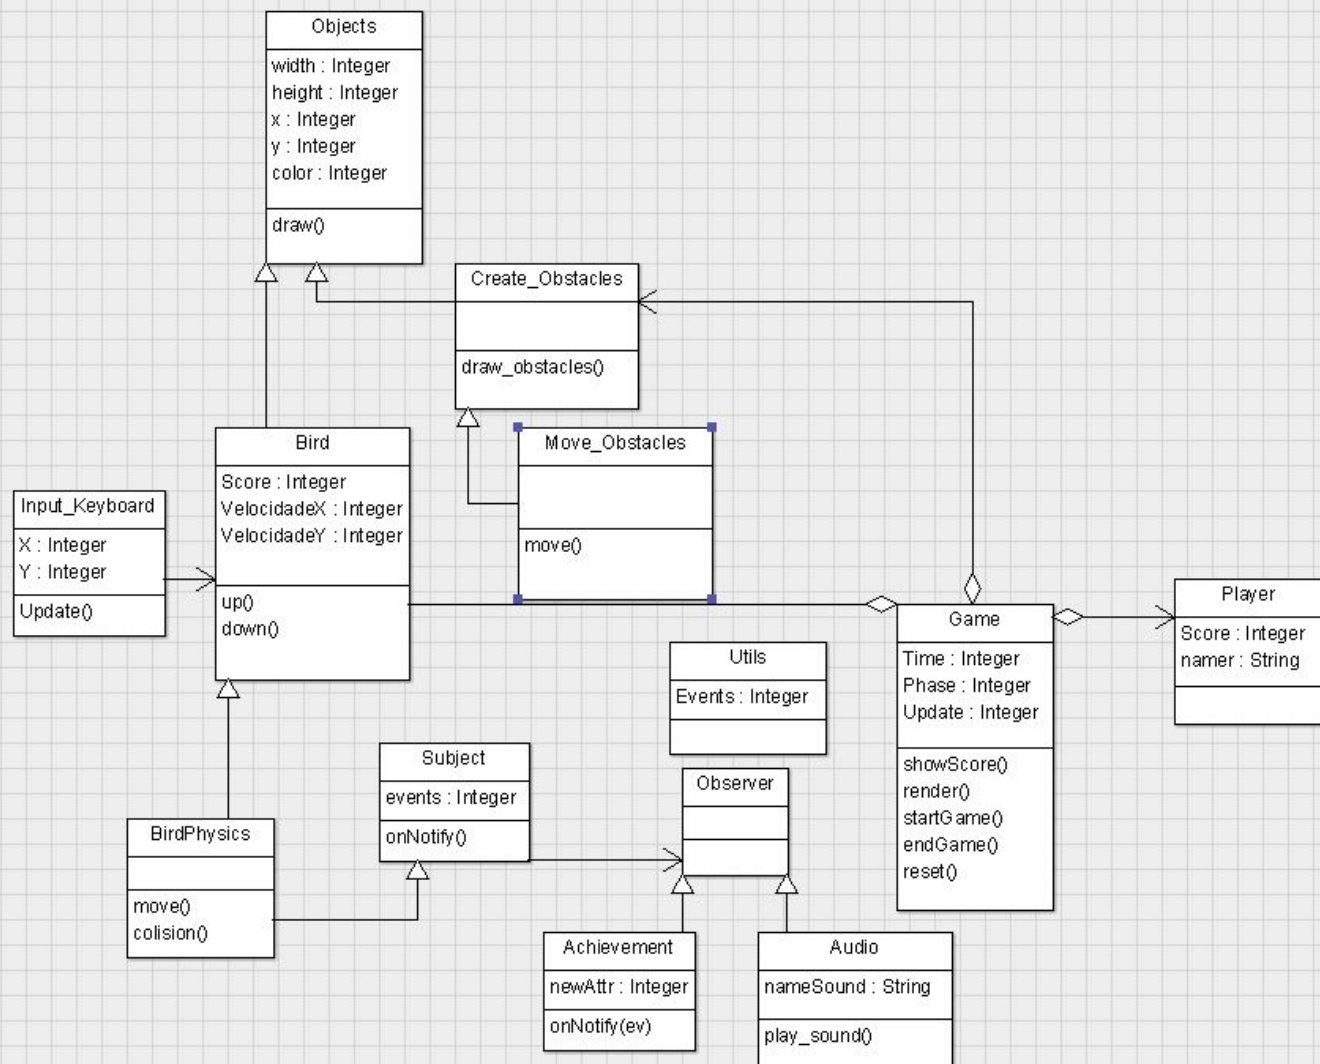 Objects
width : Integer
height : Integer
x : Integer
y : Integer
color : Integer
draw()
Create_Obstacles
draw_obstacles()
Bird
Score : Integer
VelocidadeX : Integer
VelocidadeY : Integer
up()
down()
Move_Obstacles
move()
Input_Keyboard
X : Integer
Y : Integer
Update()
Game
Time : Integer
Phase : Integer
Update : Integer
showScore()
render()
startGame()
endGame()
reset()
Player
Score : Integer
namer : String
Utils
Events : Integer
Subject
events : Integer
onNotify()
Observer
BirdPhysics
move()
colision()
Achievement
newAttr : Integer
onNotify(ev)
Audio
nameSound : String
play_sound()